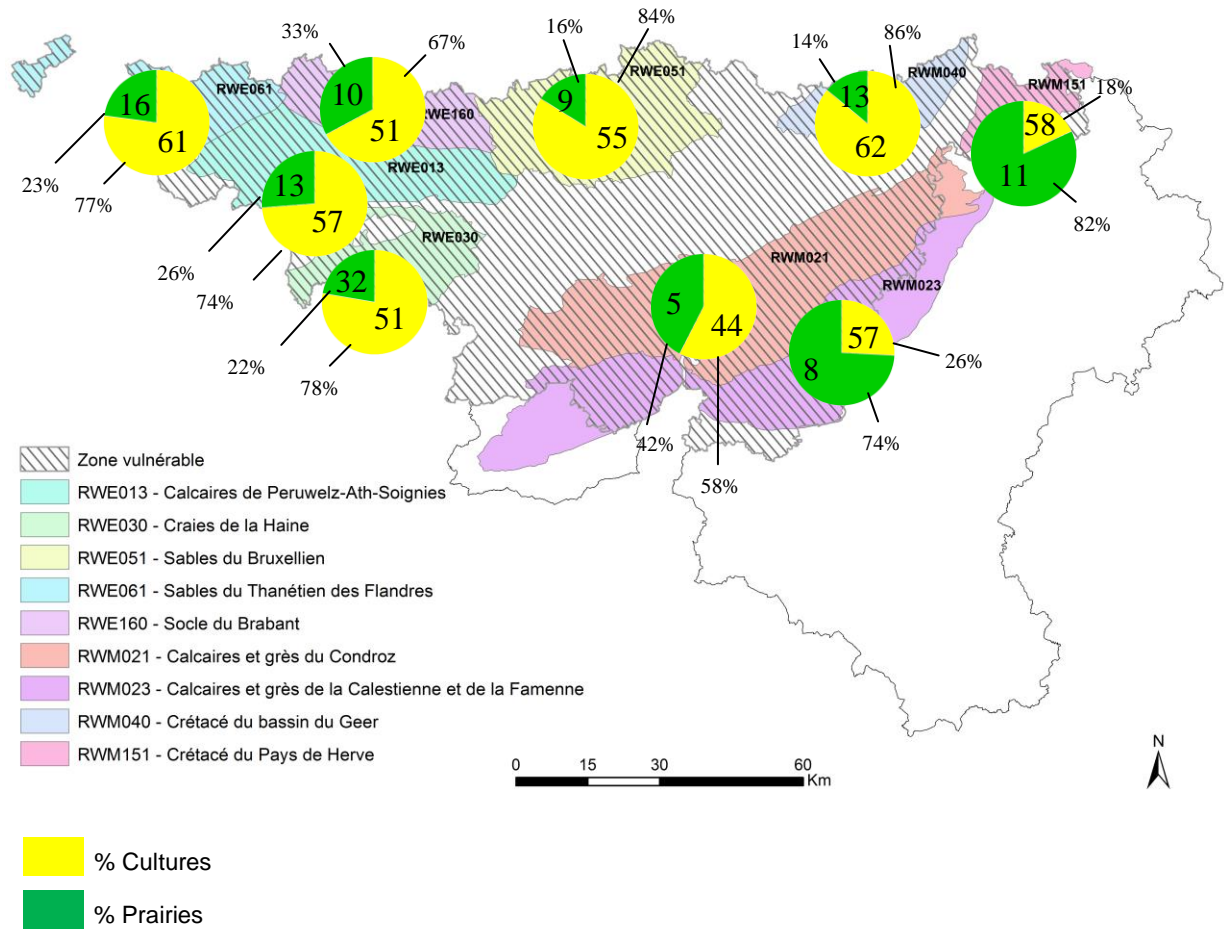 33%
67%
16%
84%
14%
86%
RWE051
RWM040
RWM151
18%
RWE061
RWE160
16
61
10
51
9
55
13
62
58
11
23%
77%
RWE013
13
57
26%
74%
82%
RWE030
32
51
22%
78%
RWM021
RWM023
5
44
57
8
26%
42%
74%
58%
Zone vulnérable
RWE013 - Calcaires de Peruwelz-Ath-Soignies
RWE030 - Craies de la Haine
RWE051 - Sables du Bruxellien
RWE061 - Sables du Thanétien des Flandres
RWE160 - Socle du Brabant
RWM021 - Calcaires et grès du Condroz
RWM023 - Calcaires et grès de la Calestienne et de la Famenne
RWM040 - Crétacé du bassin du Geer
RWM151 - Crétacé du Pays de Herve
0 15 30 60
Km
N
% Cultures
% Prairies